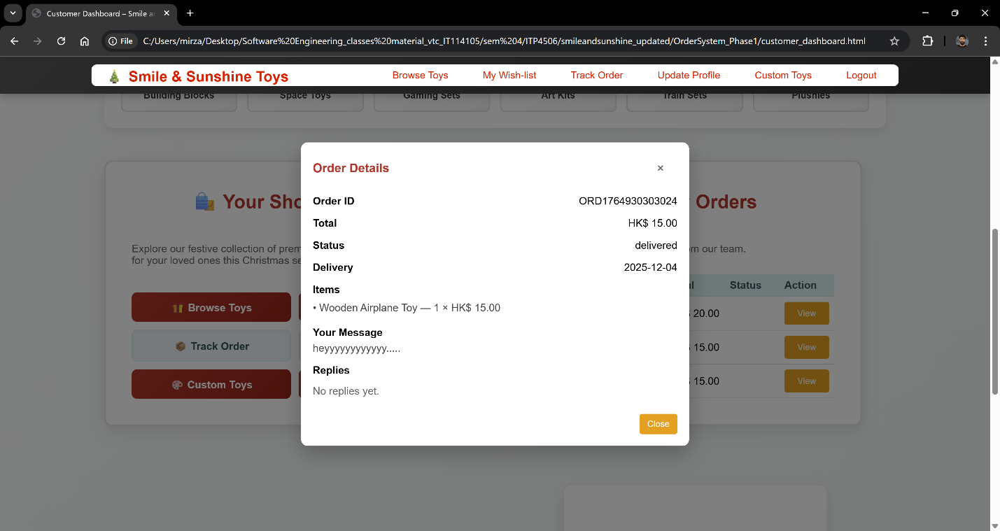 Customer Dashboard – Smile a
File C:/Users/mirza/Desktop/Software%20Engineering_classes%20material_vtc_IT114105/sem%204/ITP4506/smileandsunshine_updated/OrderSystem_Phase1/customer_dashboard.html
Smile & Sunshine Toys Browse Toys My Wish-list Track Order Update Profile Custom Toys Logout
Building Blocks Space Toys Gaming Sets Art Kits Train Sets Plushies
Order Details ×
Order ID ORD1764930303024
Total HK$ 15.00
Status delivered
Delivery 2025-12-04
Items
• Wooden Airplane Toy — 1 × HK$ 15.00
Your Message
heyyyyyyyyyyyy.....
Replies
No replies yet.
Close
Your Sho
Explore our festive collection of prem
for your loved ones this Christmas se
Browse Toys
Track Order
Custom Toys
Orders
om our team.
Status Action
20.00 View
15.00 View
15.00 View